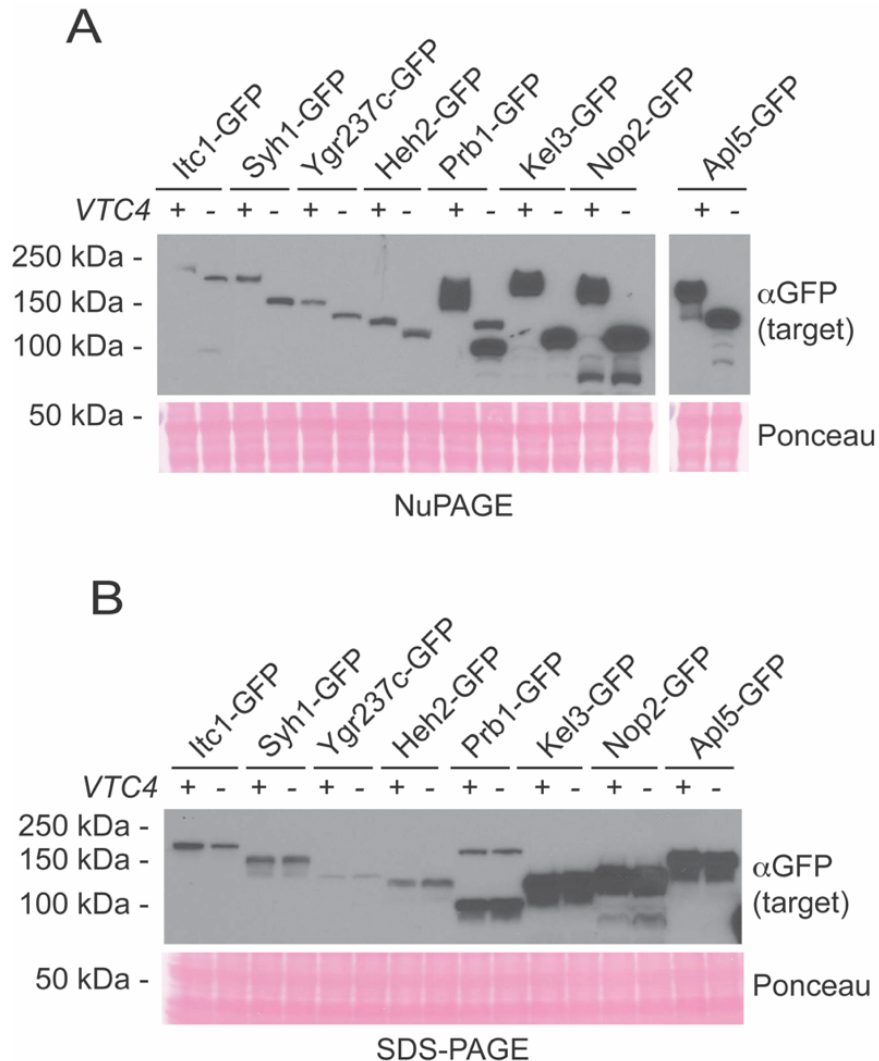 A
Itc1-GFP Syh1-GFP Ygr237c-GFP Heh2-GFP Prb1-GFP Kel3-GFP Nop2-GFP Apl5-GFP
VTC4 + - + - + - + - + - + - + - + -
250 kDa -
150 kDa -
100 kDa -
αGFP
(target)
50 kDa -
Ponceau
NuPAGE
B
Itc1-GFP Syh1-GFP Ygr237c-GFP Heh2-GFP Prb1-GFP Kel3-GFP Nop2-GFP Apl5-GFP
VTC4 + - + - + - + - + - + - + - + -
250 kDa -
150 kDa -
100 kDa -
αGFP
(target)
50 kDa -
Ponceau
SDS-PAGE